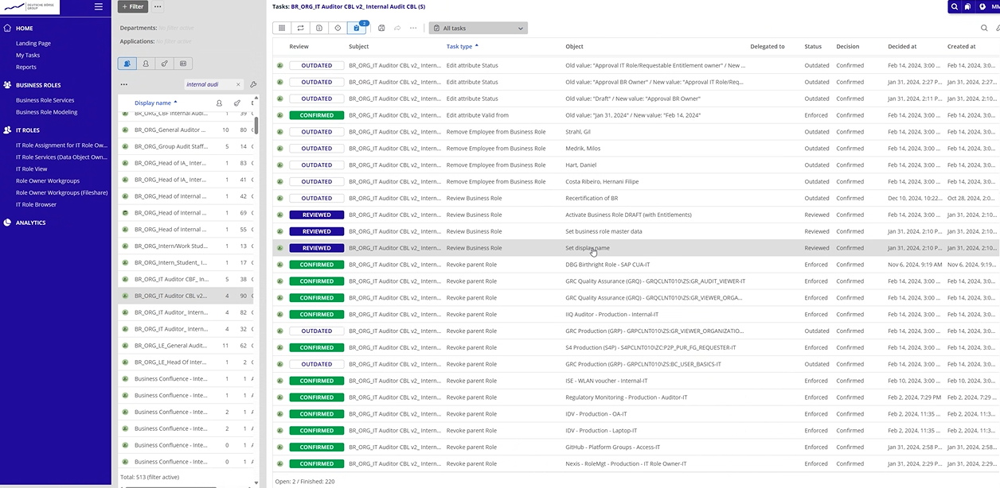 DEUTSCHE BÖRSE
GROUP
HOME
Landing Page
My Tasks
Reports
BUSINESS ROLES
Business Role Services
Business Role Modeling
IT ROLES
IT Role Assignment for IT Role Ow...
IT Role Services (Data Object Own...
IT Role View
Role Owner Workgroups
Role Owner Workgroups (Fileshare)
IT Role Browser
ANALYTICS
+ Filter ...
Departments: No filter active
Applications: No filter active
... internal audi ×
Display name
BR_ORG_CBF Internal Audi... 1 39
BR_ORG_General Auditor ... 10 80
BR_ORG_Group Audit Staff... 5 14
BR_ORG_Head of IA_ Inter... 1 83
BR_ORG_Head of IA_ Inter... 1 41
BR_ORG_Head of Internal ... 1 42
BR_ORG_Head of Internal ... 1 69
BR_ORG_Head of Internal ... 1 55
BR_ORG_Intern/Work Stud... 1 13
BR_ORG_Intern_Student_ I... 1 17
BR_ORG_IT Auditor CBF_ In... 5 38
BR_ORG_IT Auditor CBL v2... 4 90
BR_ORG_IT Auditor_ Intern... 4 82
BR_ORG_IT Auditor_ Intern... 4 32
BR_ORG_LE_General Audit... 11 62
BR_ORG_LE_Head Of Inter... 1 2
Business Confluence - Inte... 1 1
Business Confluence - Inte... 1 1
Business Confluence - Inte... 2 1
Business Confluence - Inte... 2 1
Business Confluence - Inte... 0 1
Business Confluence - Inte... 0 1
Total: 513 (filter active)
Tasks: BR_ORG_IT Auditor CBL v2_ Internal Audit CBL (S)
MM
2 ... All tasks
Review Subject Task type Object Delegated to Status Decision Decided at Created at
OUTDATED BR_ORG_IT Auditor CBL v2_ Intern... Edit attribute Status Old value: "Approval IT Role/Requestable Entitlement owner" / New ... Outdated Confirmed Feb 14, 2024, 3:00 ... Feb 14, 2024, 3:0...
OUTDATED BR_ORG_IT Auditor CBL v2_ Intern... Edit attribute Status Old value: "Approval BR Owner" / New value: "Approval IT Role/Req... Outdated Confirmed Jan 31, 2024, 2:27 P... Jan 31, 2024, 2:27...
OUTDATED BR_ORG_IT Auditor CBL v2_ Intern... Edit attribute Status Old value: "Draft" / New value: "Approval BR Owner" Outdated Confirmed Jan 31, 2024, 2:11 P... Jan 31, 2024, 2:10...
CONFIRMED BR_ORG_IT Auditor CBL v2_ Intern... Edit attribute Valid from Old value: "Jan 31, 2024" / New value: "Feb 14, 2024" Enforced Confirmed Feb 14, 2024, 3:00 ... Feb 14, 2024, 3:0...
OUTDATED BR_ORG_IT Auditor CBL v2_ Intern... Remove Employee from Business Role Strahl, Gil Outdated Confirmed Feb 14, 2024, 3:00 ... Feb 14, 2024, 3:0...
OUTDATED BR_ORG_IT Auditor CBL v2_ Intern... Remove Employee from Business Role Medrik, Milos Outdated Confirmed Feb 14, 2024, 3:00 ... Feb 14, 2024, 3:0...
OUTDATED BR_ORG_IT Auditor CBL v2_ Intern... Remove Employee from Business Role Hart, Daniel Outdated Confirmed Feb 14, 2024, 3:00 ... Feb 14, 2024, 3:0...
OUTDATED BR_ORG_IT Auditor CBL v2_ Intern... Remove Employee from Business Role Costa Ribeiro, Hernani Filipe Outdated Confirmed Feb 14, 2024, 3:00 ... Feb 14, 2024, 3:0...
OUTDATED BR_ORG_IT Auditor CBL v2_ Intern... Review Business Role Recertification of BR Outdated Confirmed Dec 10, 2024, 10:22... Oct 28, 2024, 2:0...
REVIEWED BR_ORG_IT Auditor CBL v2_ Intern... Review Business Role Activate Business Role DRAFT (with Entitlements) Reviewed Confirmed Feb 14, 2024, 3:00 ... Jan 31, 2024, 2:10...
REVIEWED BR_ORG_IT Auditor CBL v2_ Intern... Review Business Role Set business role master data Reviewed Confirmed Jan 31, 2024, 2:10 P... Jan 31, 2024, 2:10...
REVIEWED BR_ORG_IT Auditor CBL v2_ Intern... Review Business Role Set display name Reviewed Confirmed Jan 31, 2024, 2:10 P... Jan 31, 2024, 2:10...
CONFIRMED BR_ORG_IT Auditor CBL v2_ Intern... Revoke parent Role DBG Birthright Role - SAP CUA-IT Enforced Confirmed Nov 6, 2024, 9:19 AM Nov 6, 2024, 9:19...
CONFIRMED BR_ORG_IT Auditor CBL v2_ Intern... Revoke parent Role GRC Quality Assurance (GRQ) - GRQCLNT010\ZS:GR_AUDIT_VIEWER-IT Enforced Confirmed Feb 14, 2024, 3:00 ... Feb 14, 2024, 3:0...
CONFIRMED BR_ORG_IT Auditor CBL v2_ Intern... Revoke parent Role GRC Quality Assurance (GRQ) - GRQCLNT010\ZS:GR_VIEWER_ORGA... Enforced Confirmed Feb 14, 2024, 3:00 ... Feb 14, 2024, 3:0...
CONFIRMED BR_ORG_IT Auditor CBL v2_ Intern... Revoke parent Role IIQ Auditor - Production - Internal-IT Enforced Confirmed Feb 14, 2024, 3:00 ... Feb 14, 2024, 3:0...
OUTDATED BR_ORG_IT Auditor CBL v2_ Intern... Revoke parent Role GRC Production (GRP) - GRPCLNT010\ZS:GR_VIEWER_ORGANIZATIO... Outdated Confirmed Feb 14, 2024, 3:00 ... Feb 14, 2024, 3:0...
CONFIRMED BR_ORG_IT Auditor CBL v2_ Intern... Revoke parent Role S4 Production (S4P) - S4PCLNT010\ZC:P2P_PUR_FG_REQUESTER-IT Enforced Confirmed Feb 14, 2024, 3:00 ... Feb 14, 2024, 3:0...
OUTDATED BR_ORG_IT Auditor CBL v2_ Intern... Revoke parent Role GRC Production (GRP) - GRPCLNT010\ZS:BC_USER_BASICS-IT Outdated Confirmed Feb 14, 2024, 3:00 ... Feb 14, 2024, 3:0...
CONFIRMED BR_ORG_IT Auditor CBL v2_ Intern... Revoke parent Role ISE - WLAN voucher - Internal-IT Enforced Confirmed Feb 10, 2024, 3:00 ... Feb 10, 2024, 3:0...
CONFIRMED BR_ORG_IT Auditor CBL v2_ Intern... Revoke parent Role Regulatory Monitoring - Production - Auditor-IT Enforced Confirmed Feb 2, 2024, 7:29 PM Feb 2, 2024, 7:29...
CONFIRMED BR_ORG_IT Auditor CBL v2_ Intern... Revoke parent Role IDV - Production - OA-IT Enforced Confirmed Feb 2, 2024, 11:35 ... Feb 2, 2024, 11:3...
CONFIRMED BR_ORG_IT Auditor CBL v2_ Intern... Revoke parent Role IDV - Production - Laptop-IT Enforced Confirmed Feb 2, 2024, 11:35 ... Feb 2, 2024, 11:3...
CONFIRMED BR_ORG_IT Auditor CBL v2_ Intern... Revoke parent Role GitHub - Platform Groups - Access-IT Enforced Confirmed Jan 31, 2024, 2:58 P... Jan 31, 2024, 2:58...
CONFIRMED BR_ORG_IT Auditor CBL v2_ Intern... Revoke parent Role Nexis - RoleMgt - Production - IT Role Owner-IT Enforced Confirmed Jan 31, 2024, 2:29 P... Jan 31, 2024, 2:29...
Open: 2 / Finished: 220